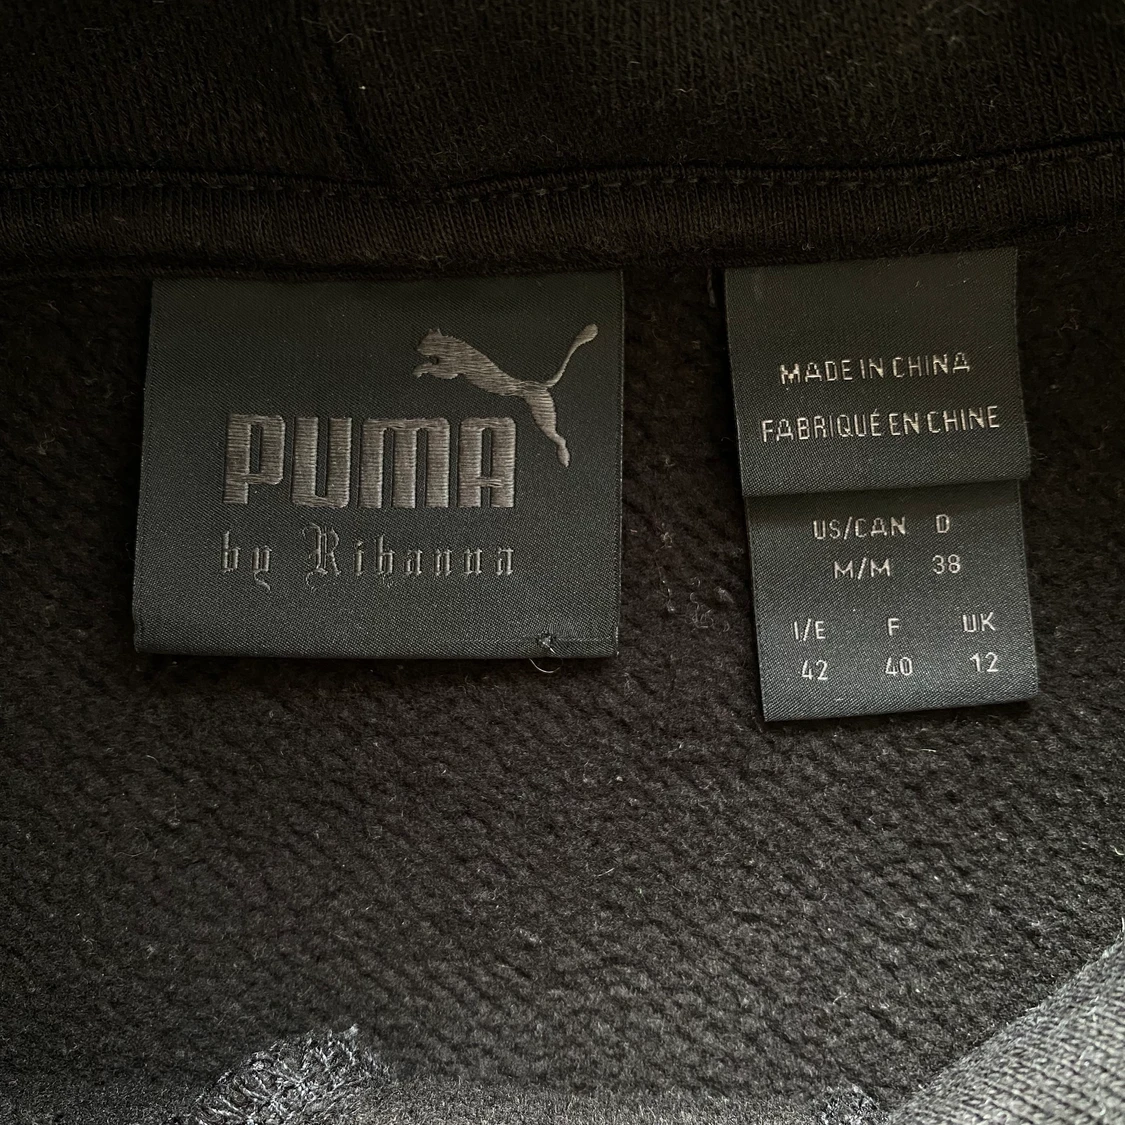 PUMA
by Rihanna
MADE IN CHINA
FABRIQUÉ EN CHINE
US/CAN D
M/M 38
I/E F UK
42 40 12